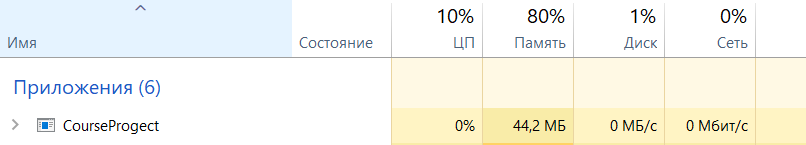 10% 80% 1% 0%
Имя Состояние ЦП Память Диск Сеть
Приложения (6)
CourseProgect 0% 44,2 МБ 0 МБ/с 0 Мбит/с